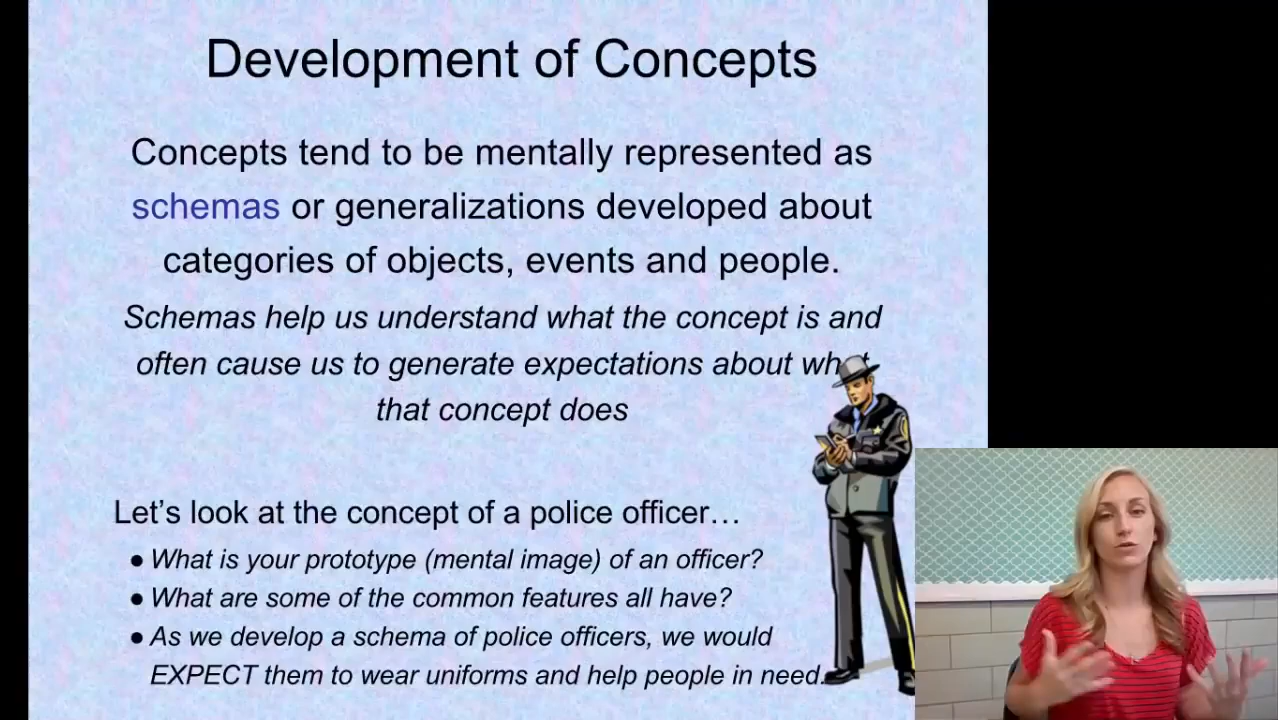 Development of Concepts
Concepts tend to be mentally represented as
schemas or generalizations developed about
categories of objects, events and people.
Schemas help us understand what the concept is and
often cause us to generate expectations about what
that concept does
Let’s look at the concept of a police officer…
● What is your prototype (mental image) of an officer?
● What are some of the common features all have?
● As we develop a schema of police officers, we would
EXPECT them to wear uniforms and help people in need.